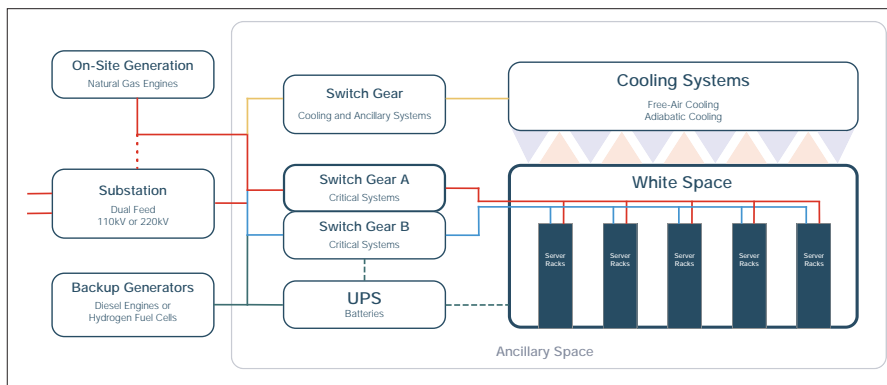 On-Site Generation
Natural Gas Engines
Switch Gear
Cooling and Ancillary Systems
Cooling Systems
Free-Air Cooling
Adiabatic Cooling
Substation
Dual Feed
110kV or 220kV
Switch Gear A
Critical Systems
Switch Gear B
Critical Systems
White Space
Server
Racks
Server
Racks
Server
Racks
Server
Racks
Server
Racks
Backup Generators
Diesel Engines or
Hydrogen Fuel Cells
UPS
Batteries
Ancillary Space